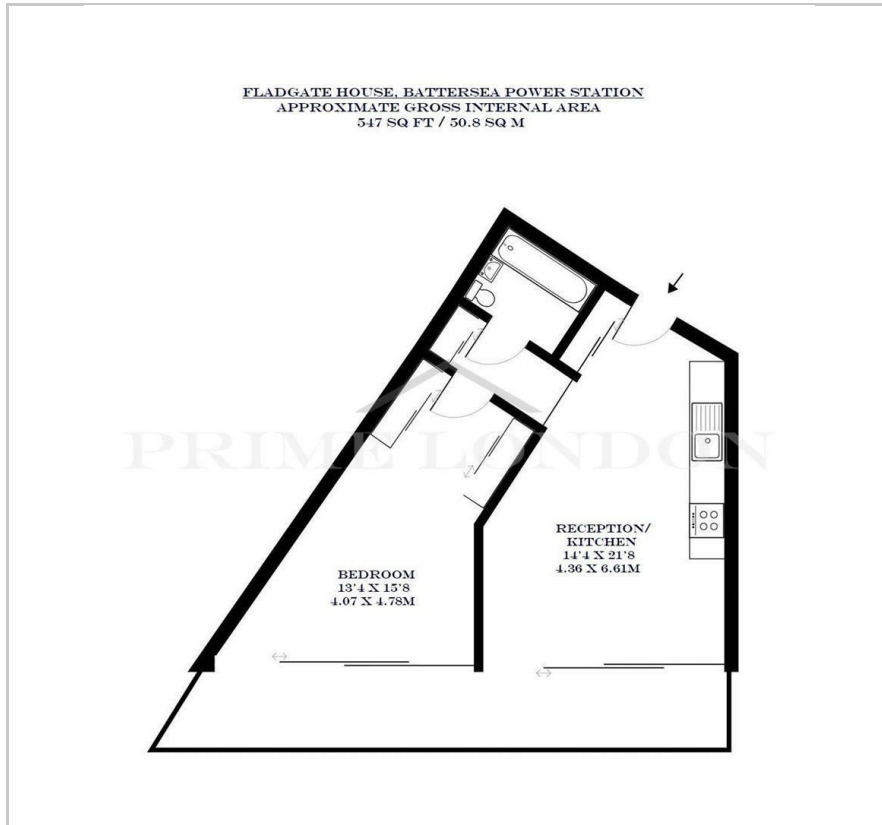 FLADGATE HOUSE, BATTERSEA POWER STATION
APPROXIMATE GROSS INTERNAL AREA
547 SQ FT / 50.8 SQ M
PRIME LONDON
RECEPTION/
KITCHEN
14'4 X 21'8
4.36 X 6.61M
BEDROOM
13'4 X 15'8
4.07 X 4.78M